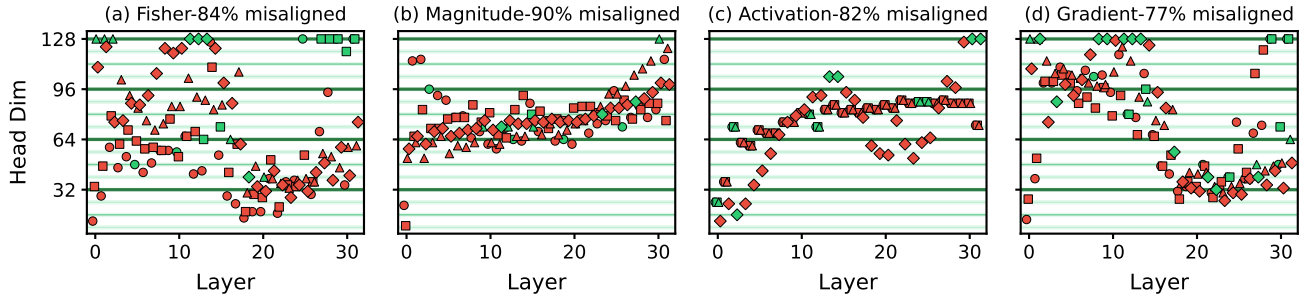 (a) Fisher-84% misaligned
(b) Magnitude-90% misaligned
(c) Activation-82% misaligned
(d) Gradient-77% misaligned
Head Dim
128
96
64
32
0 10 20 30
0 10 20 30
0 10 20 30
0 10 20 30
Layer
Layer
Layer
Layer